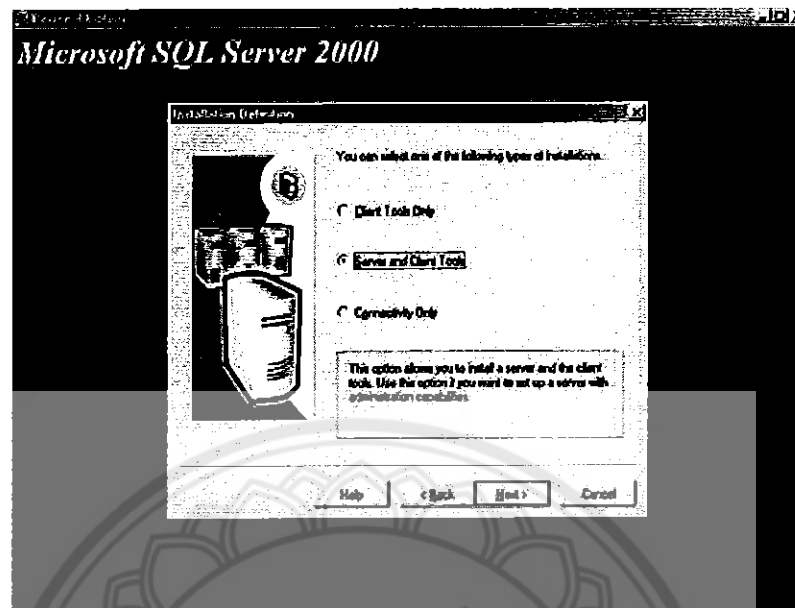 Microsoft SQL Server 2000
Installation Definition
You can select one of the following types of installations.
Client Tools Only
Server and Client Tools
Connectivity Only
This option allows you to install a server and the client
tools. Use this option if you want to set up a server with
administration capabilities.
Help
< Back
Next >
Cancel